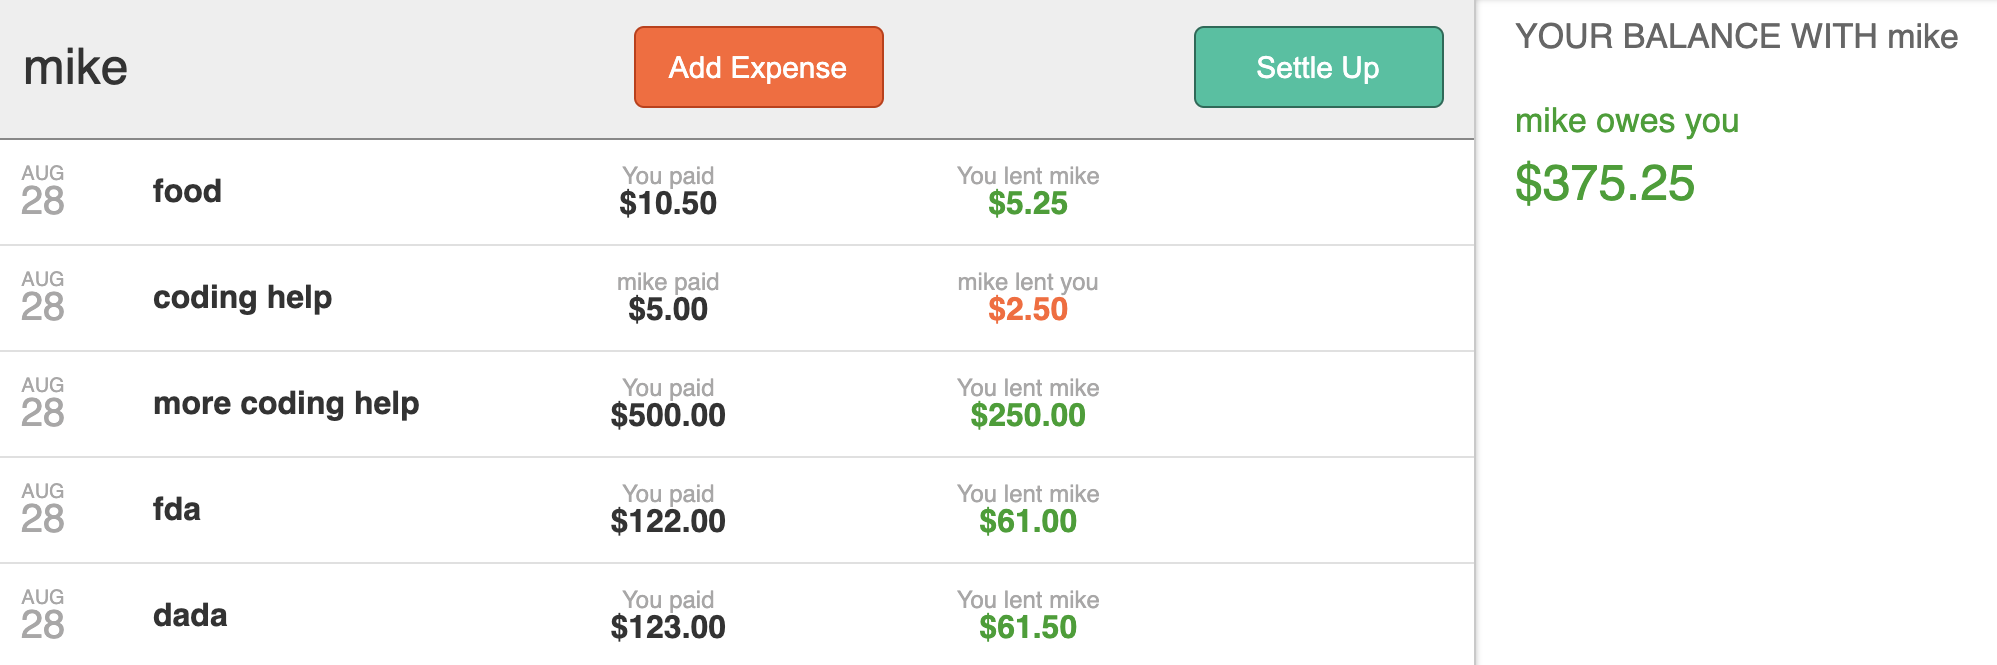 mike
Add Expense
Settle Up
YOUR BALANCE WITH mike
mike owes you
$375.25
AUG
28
food
You paid
$10.50
You lent mike
$5.25
AUG
28
coding help
mike paid
$5.00
mike lent you
$2.50
AUG
28
more coding help
You paid
$500.00
You lent mike
$250.00
AUG
28
fda
You paid
$122.00
You lent mike
$61.00
AUG
28
dada
You paid
$123.00
You lent mike
$61.50